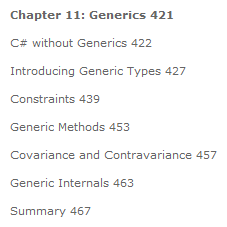 Chapter 11: Generics 421
C# without Generics 422
Introducing Generic Types 427
Constraints 439
Generic Methods 453
Covariance and Contravariance 457
Generic Internals 463
Summary 467